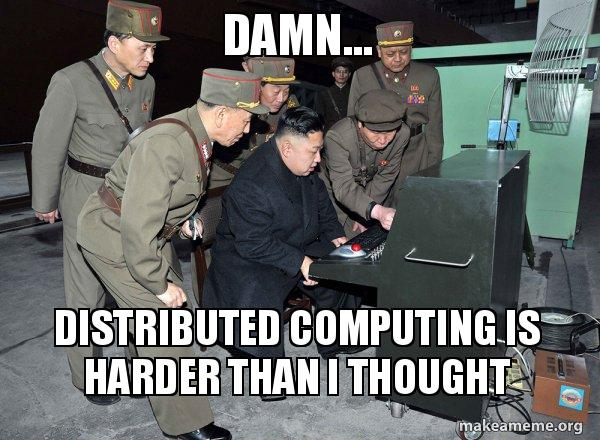 DAMN...
DISTRIBUTED COMPUTING IS
HARDER THAN I THOUGHT
makeameme.org